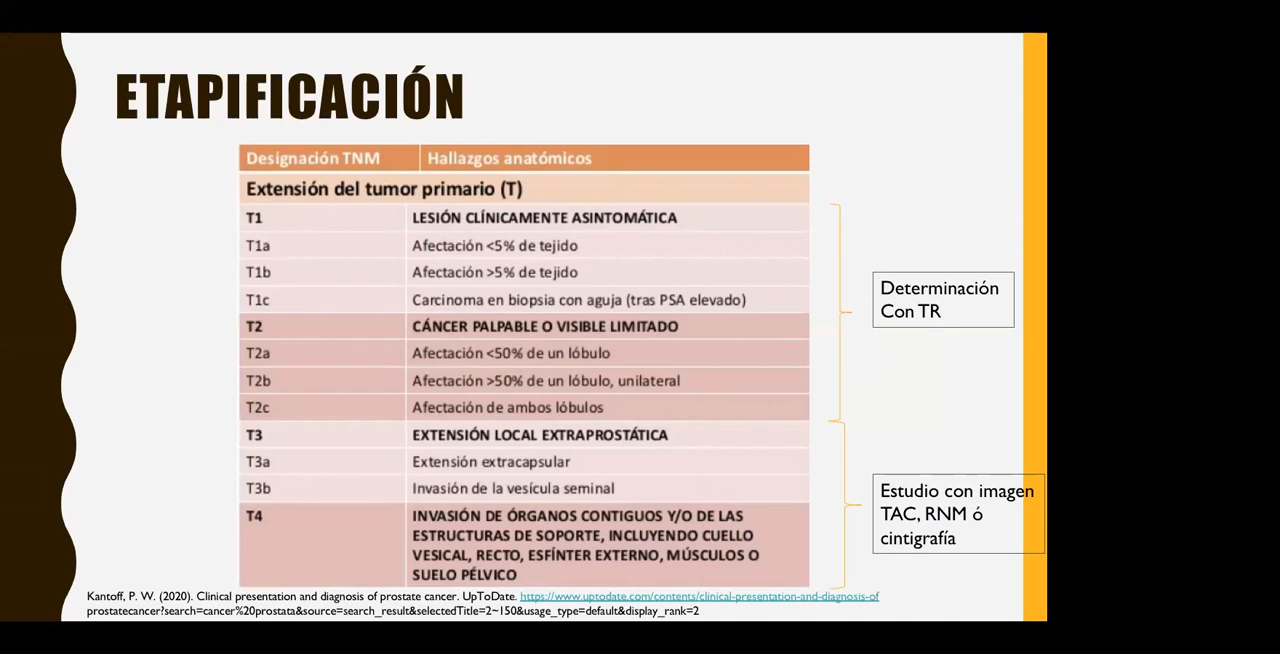 ETAPIFICACIÓN
Designación TNM Hallazgos anatómicos
Extensión del tumor primario (T)
T1 LESIÓN CLÍNICAMENTE ASINTOMÁTICA
T1a Afectación <5% de tejido
T1b Afectación >5% de tejido
T1c Carcinoma en biopsia con aguja (tras PSA elevado)
T2 CÁNCER PALPABLE O VISIBLE LIMITADO
T2a Afectación <50% de un lóbulo
T2b Afectación >50% de un lóbulo, unilateral
T2c Afectación de ambos lóbulos
T3 EXTENSIÓN LOCAL EXTRAPROSTÁTICA
T3a Extensión extracapsular
T3b Invasión de la vesícula seminal
T4 INVASIÓN DE ÓRGANOS CONTIGUOS Y/O DE LAS
ESTRUCTURAS DE SOPORTE, INCLUYENDO CUELLO
VESICAL, RECTO, ESFÍNTER EXTERNO, MÚSCULOS O
SUELO PÉLVICO
Determinación
Con TR
Estudio con imagen
TAC, RNM ó
cintigrafía
Kantoff, P. W. (2020). Clinical presentation and diagnosis of prostate cancer. UpToDate. https://www.uptodate.com/contents/clinical-presentation-and-diagnosis-of
prostatecancer?search=cancer%20prostata&source=search_result&selectedTitle=2~150&usage_type=default&display_rank=2